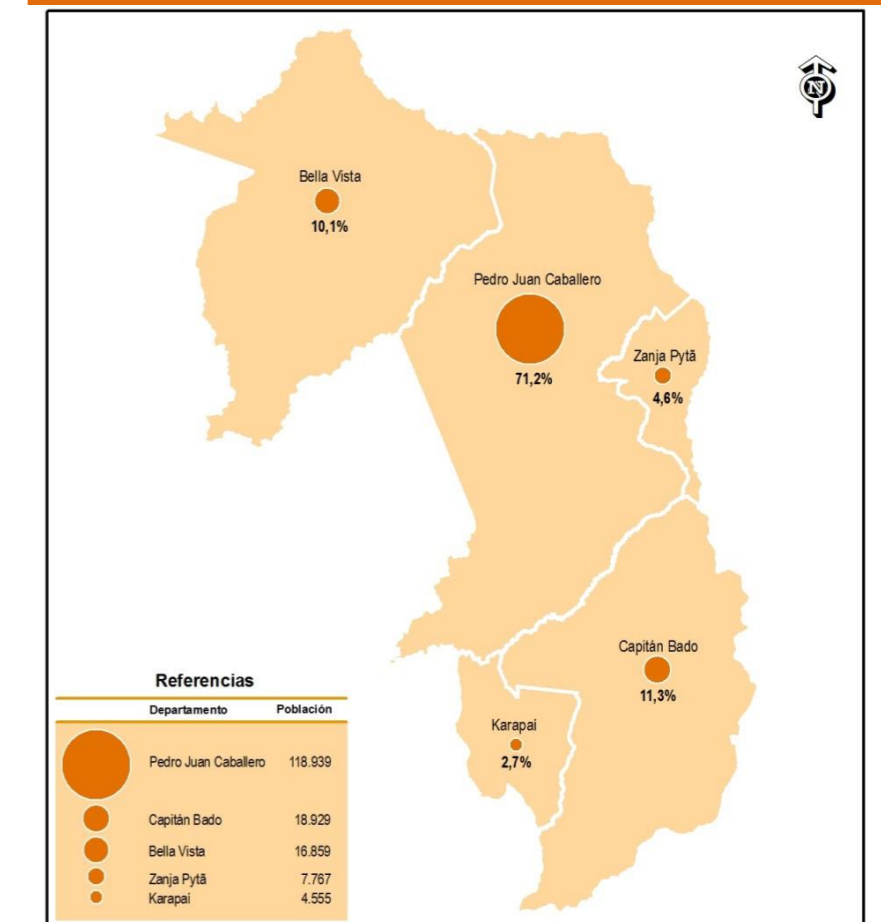 N
Bella Vista
10,1%
Pedro Juan Caballero
71,2%
Zanja Pytã
4,6%
Capitán Bado
11,3%
Karapai
2,7%
Referencias
Departamento Población
Pedro Juan Caballero 118.939
Capitán Bado 18.929
Bella Vista 16.859
Zanja Pytã 7.767
Karapai 4.555